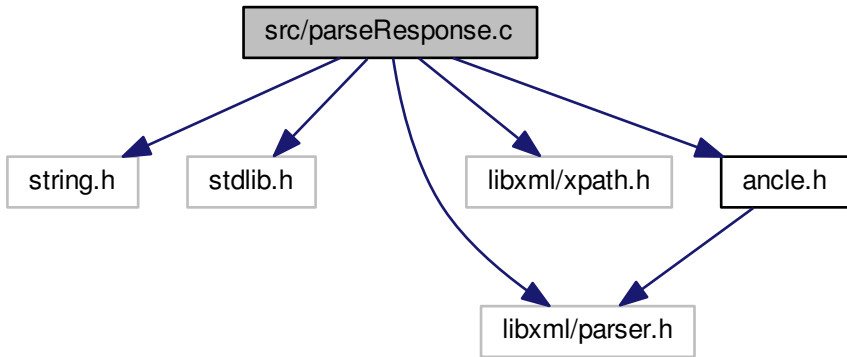 src/parseResponse.c
string.h
stdlib.h
libxml/xpath.h
ancle.h
libxml/parser.h